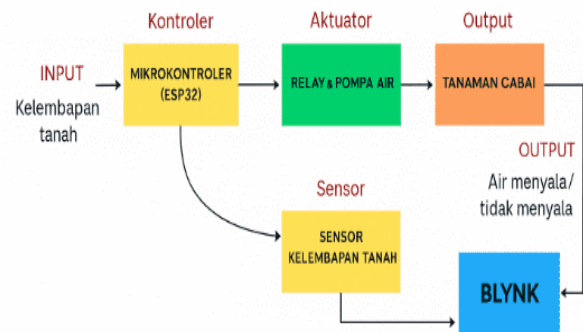 Kontroler
Aktuator
Output
INPUT
Kelembapan
tanah
MIKROKONTROLER
(ESP32)
RELAY & POMPA AIR
TANAMAN CABAI
OUTPUT
Air menyala/
tidak menyala
Sensor
SENSOR
KELEMBAPAN TANAH
BLYNK